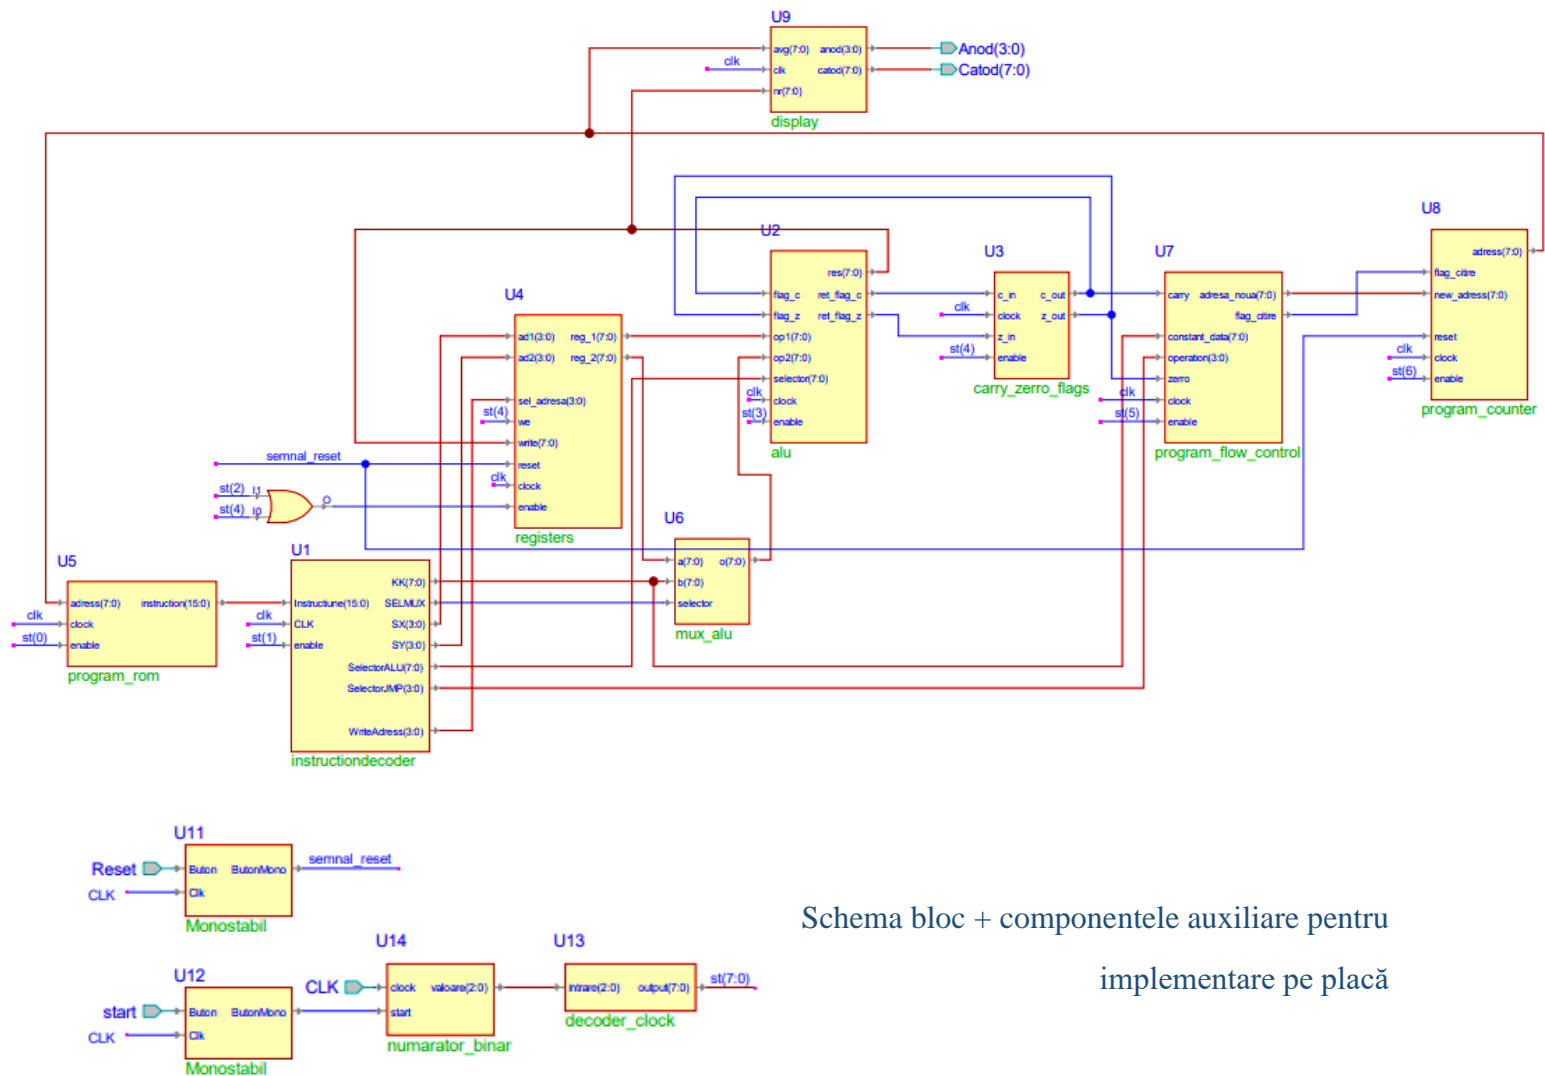 U9
avg(7:0) anod(3:0)
clk
clk catod(7:0)
nr(7:0)
display
Anod(3:0)
Catod(7:0)
U2
res(7:0)
flag_c ret_flag_c
flag_z ret_flag_z
op1(7:0)
op2(7:0)
selector(7:0)
clk
clock
st(3)
enable
alu
U3
c_in c_out
clk
clock z_out
z_in
st(4)
enable
carry_zerro_flags
U7
carry adresa_noua(7:0)
flag_citire
constant_data(7:0)
operation(3:0)
zerro
clk
clock
st(5)
enable
program_flow_control
U8
adress(7:0)
flag_citire
new_adress(7:0)
reset
clk
clock
st(6)
enable
program_counter
U4
ad1(3:0) reg_1(7:0)
ad2(3:0) reg_2(7:0)
sel_adresa(3:0)
st(4)
we
write(7:0)
semnal_reset
reset
clk
clock
st(2) I1
st(4) I0
O
enable
registers
U6
a(7:0) o(7:0)
b(7:0)
selector
mux_alu
U5
adress(7:0) instruction(15:0)
clk
clock
st(0)
enable
program_rom
U1
KK(7:0)
Instructiune(15:0) SELMUX
clk
CLK SX(3:0)
st(1)
enable SY(3:0)
SelectorALU(7:0)
SelectorJMP(3:0)
WriteAdress(3:0)
instructiondecoder
U11
Reset
Buton ButonMono
semnal_reset
CLK
Clk
Monostabil
U12
start
Buton ButonMono
CLK
Clk
Monostabil
U14
CLK
clock valoare(2:0)
start
numarator_binar
U13
intrare(2:0) output(7:0)
st(7:0)
decoder_clock
Schema bloc + componentele auxiliare pentru
implementare pe placă